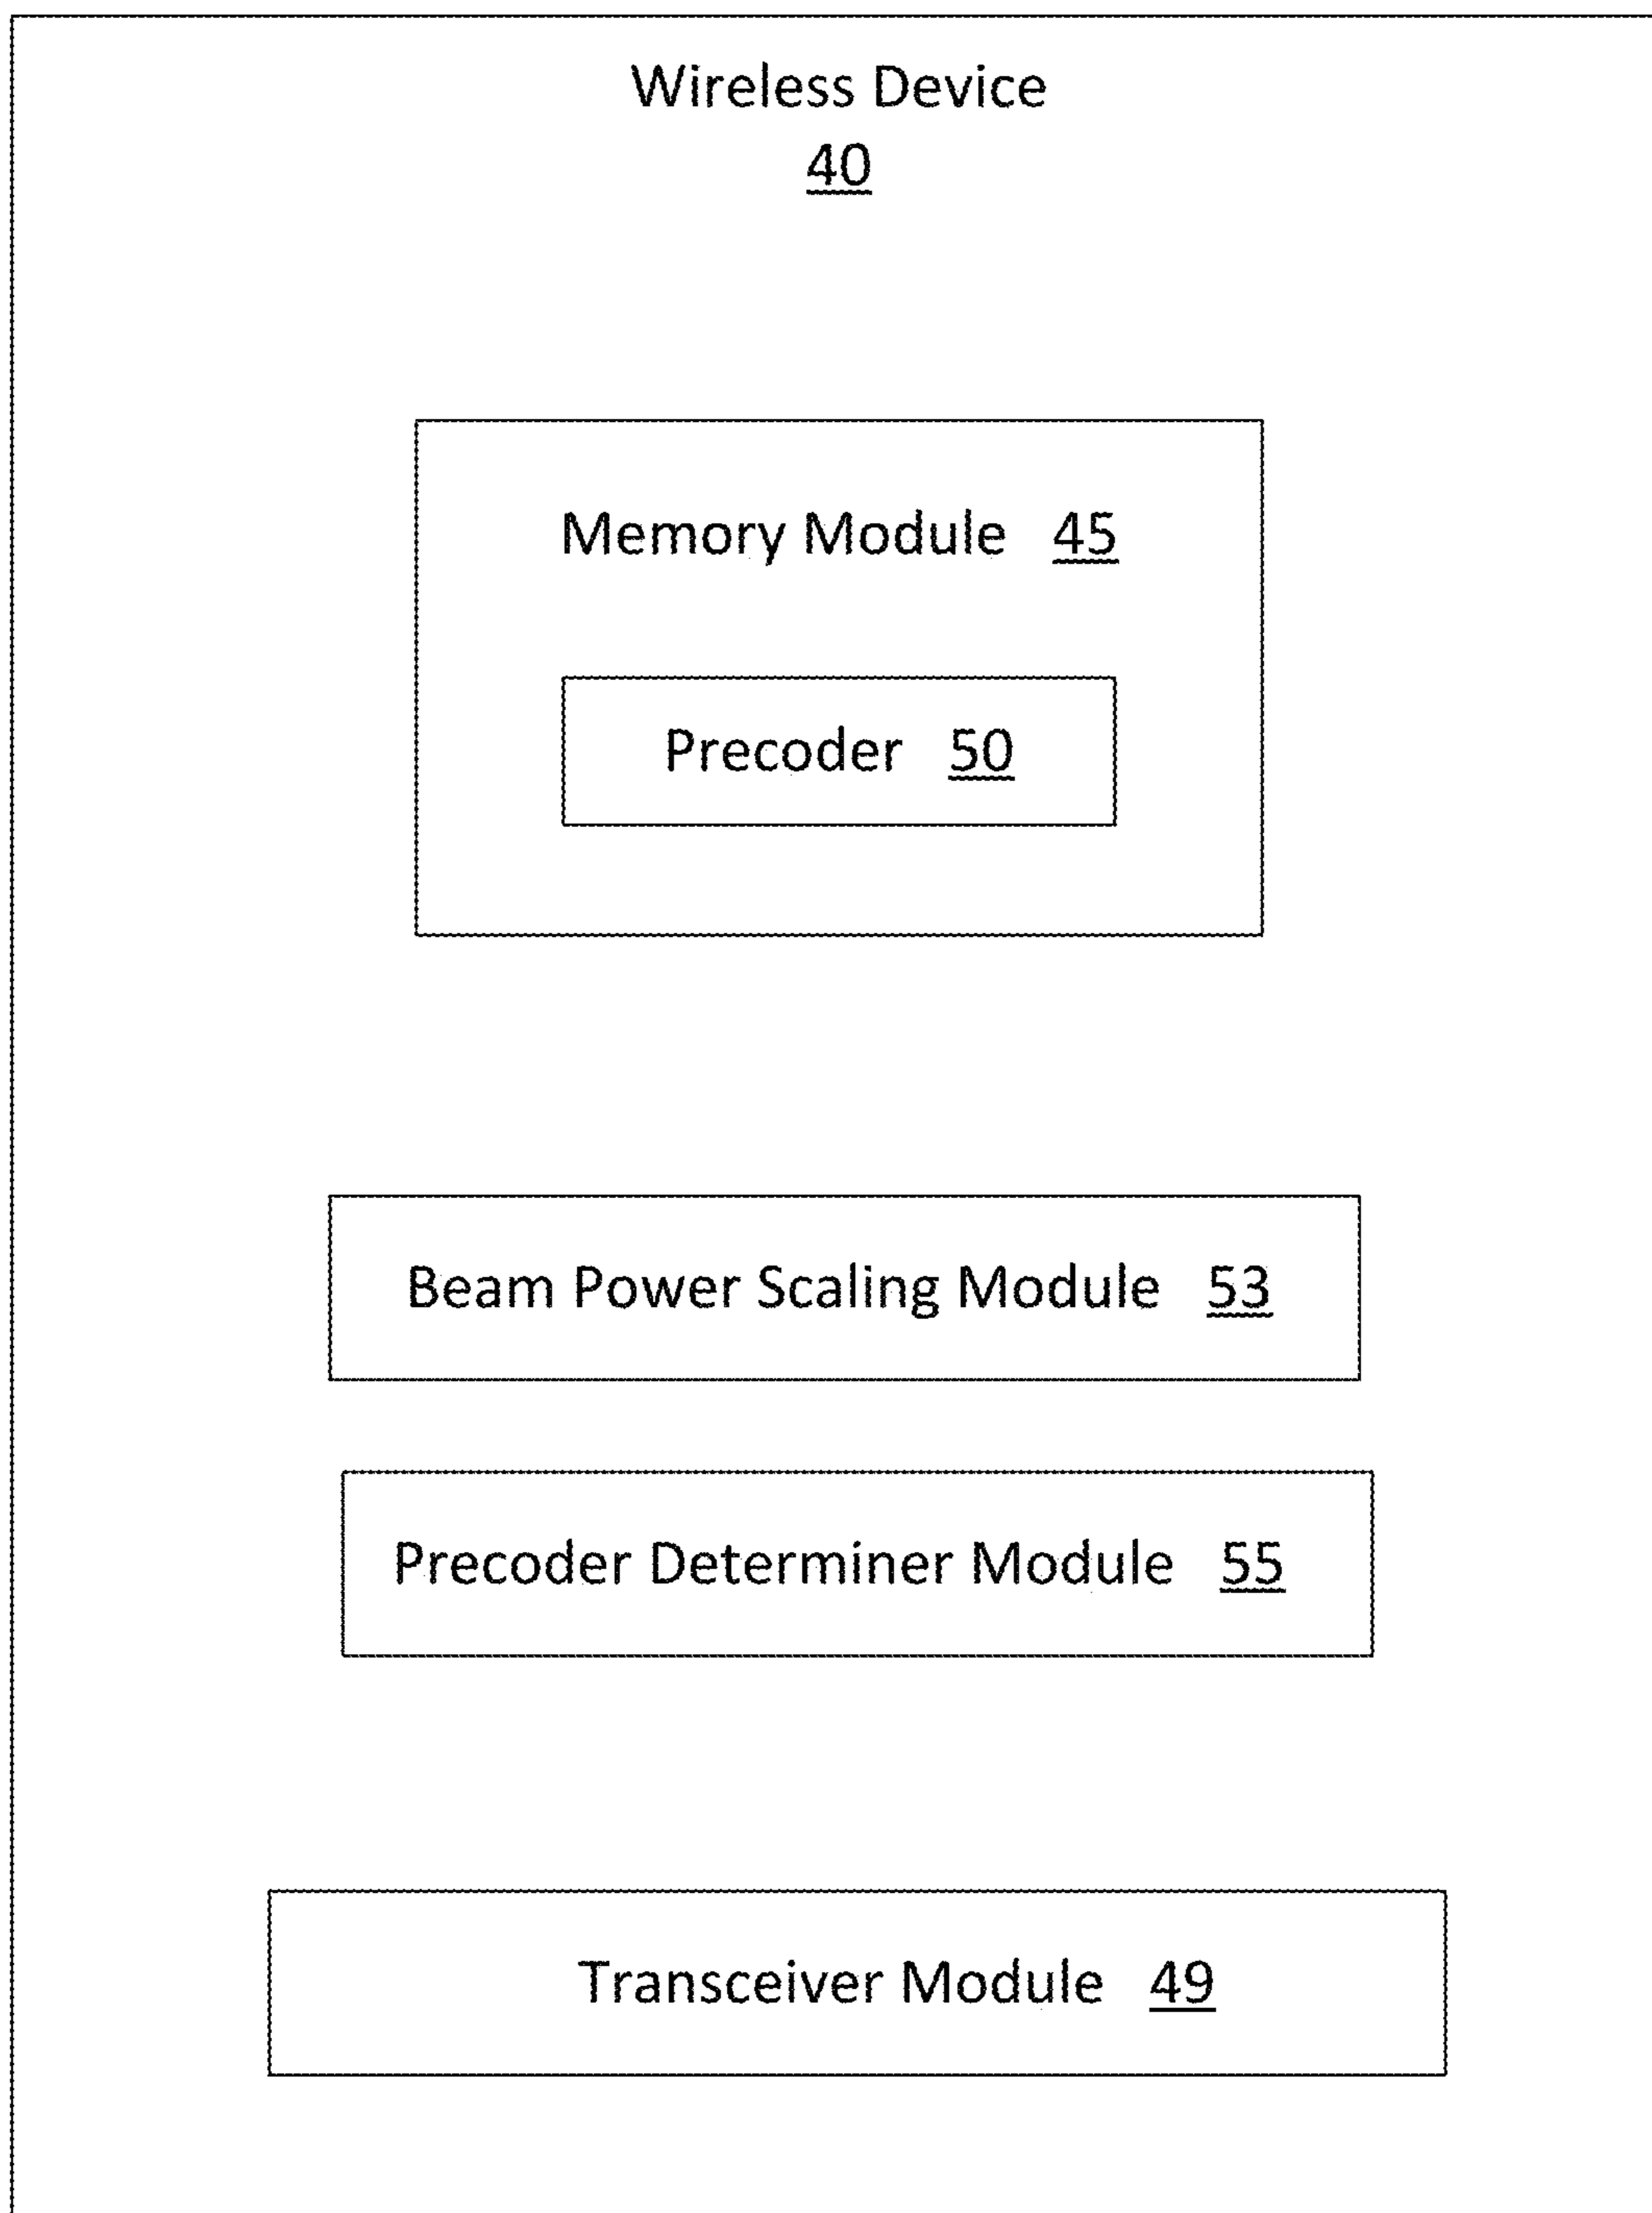 Wireless Device
40
Memory Module 45
Precoder 50
Beam Power Scaling Module 53
Precoder Determiner Module 55
Transceiver Module 49